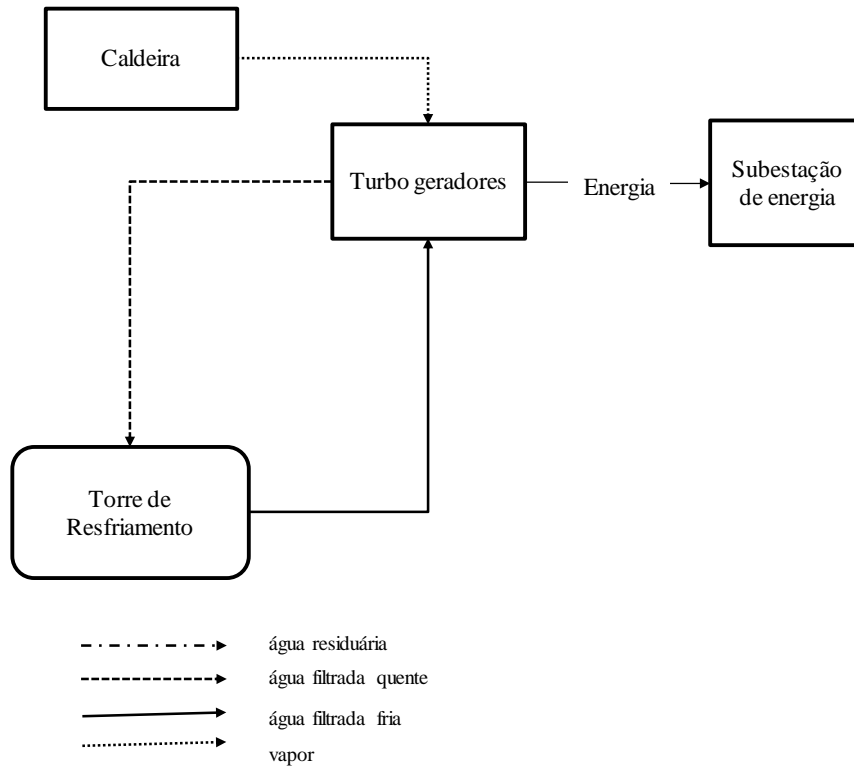 Caldeira
Turbo geradores
Energia
Subestação
de energia
Torre de
Resfriamento
água residuária
água filtrada quente
água filtrada fria
vapor